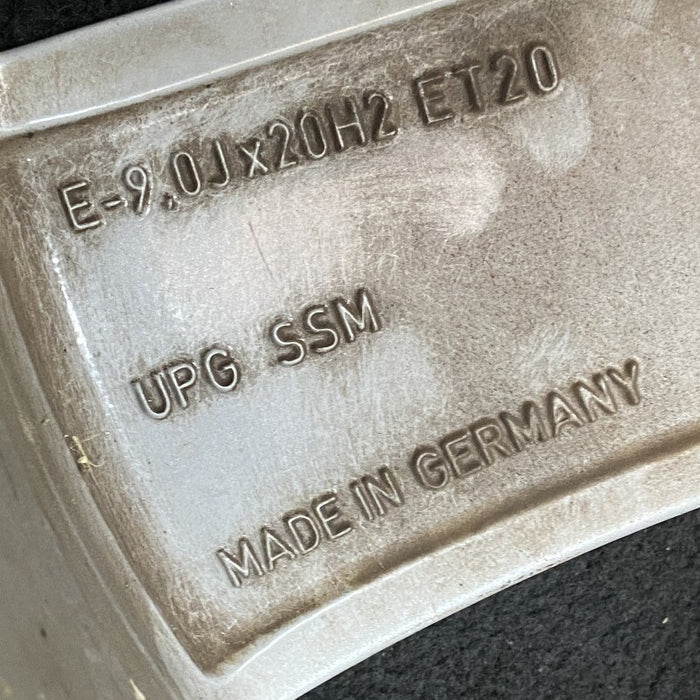 E-9,0Jx20H2 ET20
UPG SSM
MADE IN GERMANY